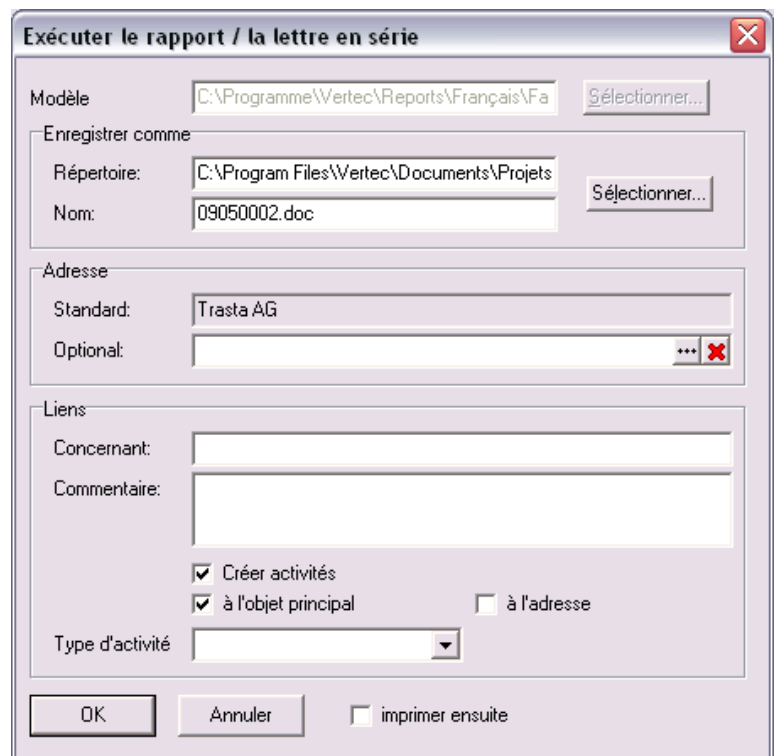 Exécuter le rapport / la lettre en série
Modèle C:\Programme\Vertec\Reports\Français\Fa Sélectionner...
Enregistrer comme
Répertoire: C:\Program Files\Vertec\Documents\Projets
Sélectionner...
Nom: 09050002.doc
Adresse
Standard: Trasta AG
Optional:
Liens
Concernant:
Commentaire:
Créer activités
à l'objet principal à l'adresse
Type d'activité
OK Annuler imprimer ensuite